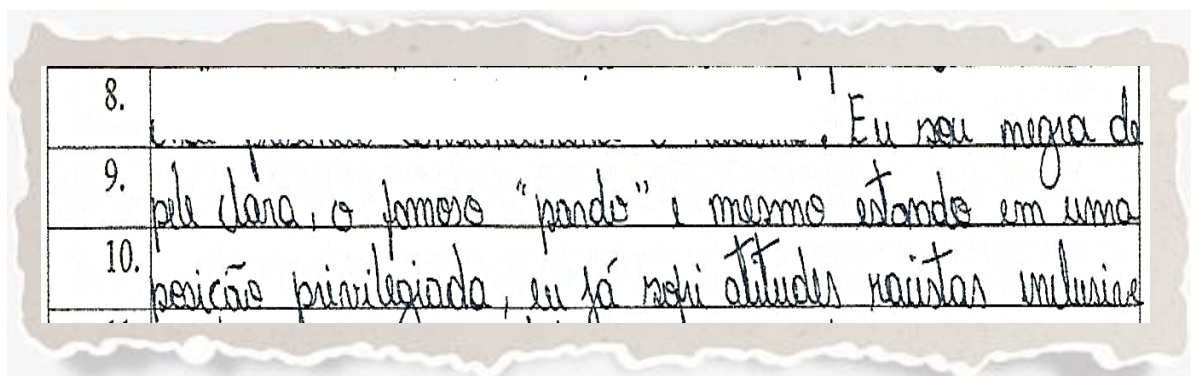 8. . Eu sou negra de
9. pele clara, o famoso "pardo" e mesmo estando em uma
10. posição privilegiada, eu já sofri atitudes racistas inclusive